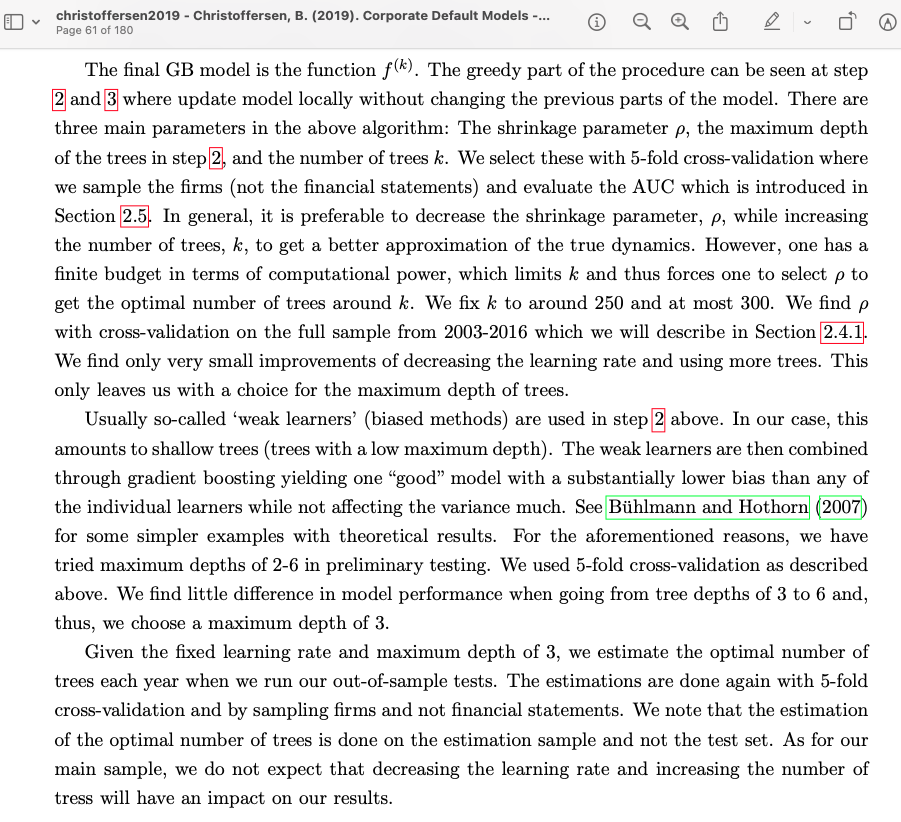 christoffersen2019 - Christoffersen, B. (2019). Corporate Default Models -...
Page 61 of 180
The final GB model is the function f^(k). The greedy part of the procedure can be seen at step
2 and 3 where update model locally without changing the previous parts of the model. There are
three main parameters in the above algorithm: The shrinkage parameter ρ, the maximum depth
of the trees in step 2, and the number of trees k. We select these with 5-fold cross-validation where
we sample the firms (not the financial statements) and evaluate the AUC which is introduced in
Section 2.5. In general, it is preferable to decrease the shrinkage parameter, ρ, while increasing
the number of trees, k, to get a better approximation of the true dynamics. However, one has a
finite budget in terms of computational power, which limits k and thus forces one to select ρ to
get the optimal number of trees around k. We fix k to around 250 and at most 300. We find ρ
with cross-validation on the full sample from 2003-2016 which we will describe in Section 2.4.1.
We find only very small improvements of decreasing the learning rate and using more trees. This
only leaves us with a choice for the maximum depth of trees.
Usually so-called ‘weak learners’ (biased methods) are used in step 2 above. In our case, this
amounts to shallow trees (trees with a low maximum depth). The weak learners are then combined
through gradient boosting yielding one “good” model with a substantially lower bias than any of
the individual learners while not affecting the variance much. See Bühlmann and Hothorn (2007)
for some simpler examples with theoretical results. For the aforementioned reasons, we have
tried maximum depths of 2-6 in preliminary testing. We used 5-fold cross-validation as described
above. We find little difference in model performance when going from tree depths of 3 to 6 and,
thus, we choose a maximum depth of 3.
Given the fixed learning rate and maximum depth of 3, we estimate the optimal number of
trees each year when we run our out-of-sample tests. The estimations are done again with 5-fold
cross-validation and by sampling firms and not financial statements. We note that the estimation
of the optimal number of trees is done on the estimation sample and not the test set. As for our
main sample, we do not expect that decreasing the learning rate and increasing the number of
tress will have an impact on our results.